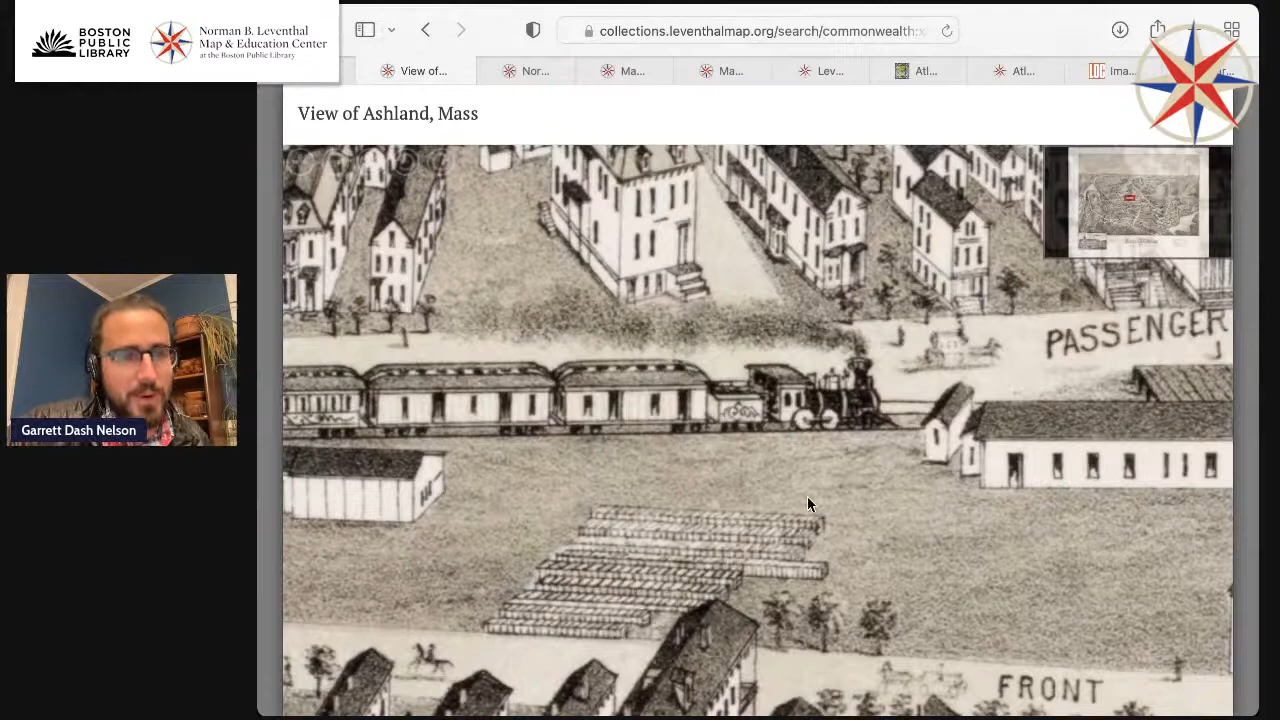 BOSTON
PUBLIC
LIBRARY
Norman B. Leventhal
Map & Education Center
at the Boston Public Library
collections.leventhalmap.org/search/commonwealth:
View of...
Nor...
Ma...
Ma...
Lev...
Atl...
Atl...
LOC
Ima...
View of Ashland, Mass
PASSENGER
Garrett Dash Nelson
FRONT